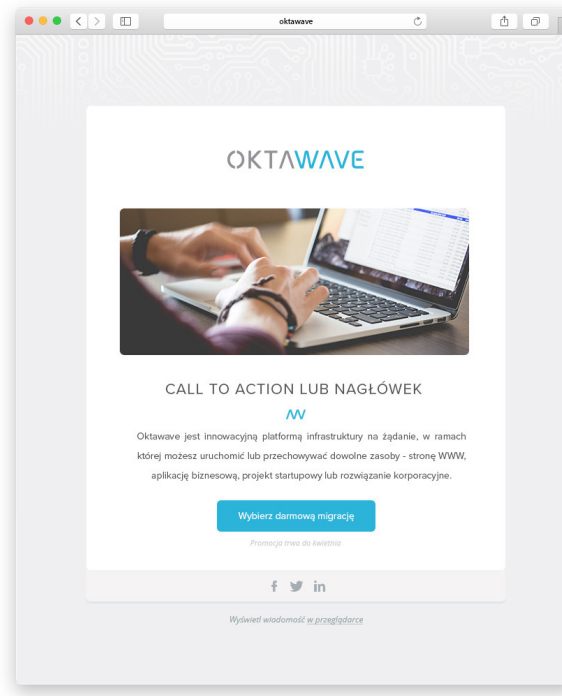 oktawave
OKTAWAVE
CALL TO ACTION LUB NAGŁÓWEK
Oktawave jest innowacyjną platformą infrastruktury na żądanie, w ramach
której możesz uruchomić lub przechowywać dowolne zasoby - stronę WWW,
aplikację biznesową, projekt startupowy lub rozwiązanie korporacyjne.
Wybierz darmową migrację
Promocja trwa do kwietnia
Wyświetl wiadomość w przeglądarce